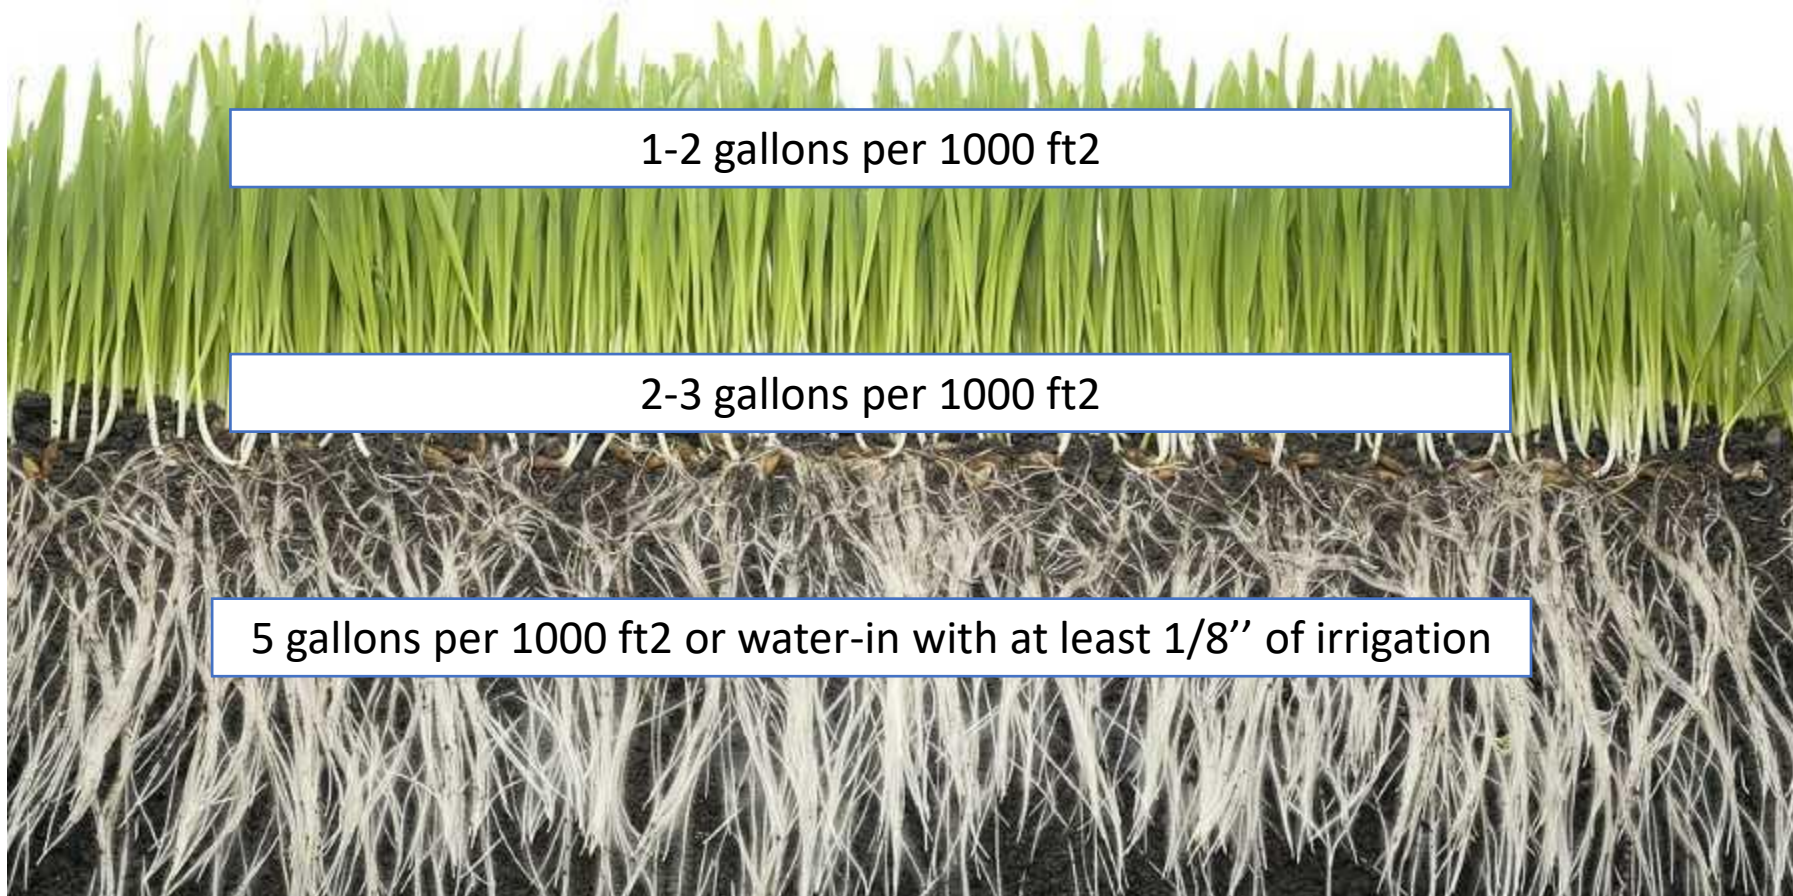 1-2 gallons per 1000 ft2
2-3 gallons per 1000 ft2
5 gallons per 1000 ft2 or water-in with at least 1/8’’ of irrigation